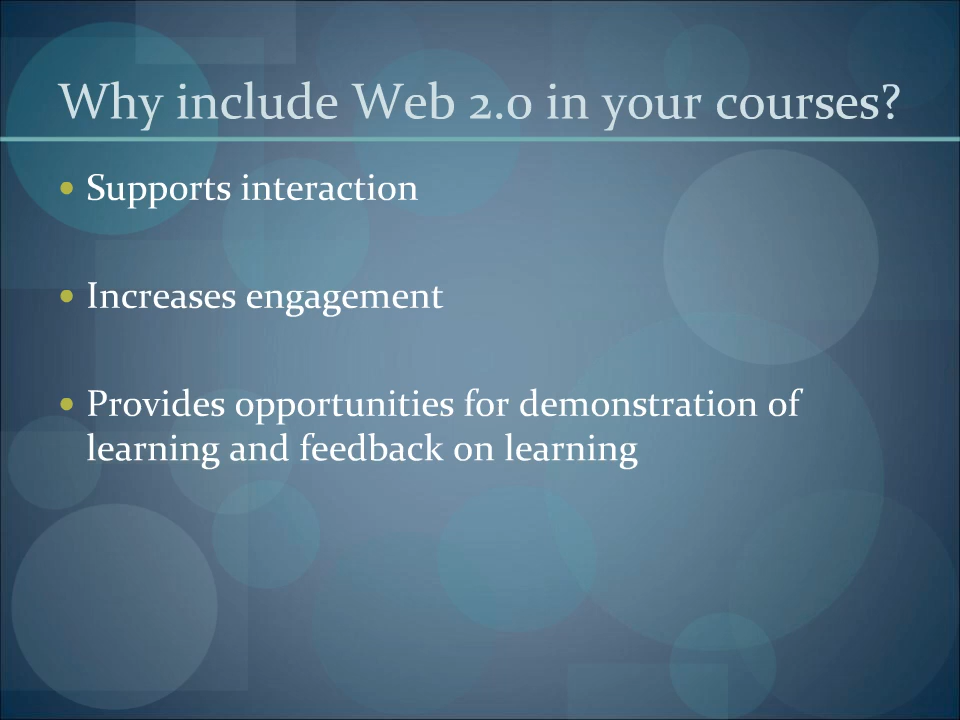 Why include Web 2.0 in your courses?
• Supports interaction
• Increases engagement
• Provides opportunities for demonstration of
learning and feedback on learning